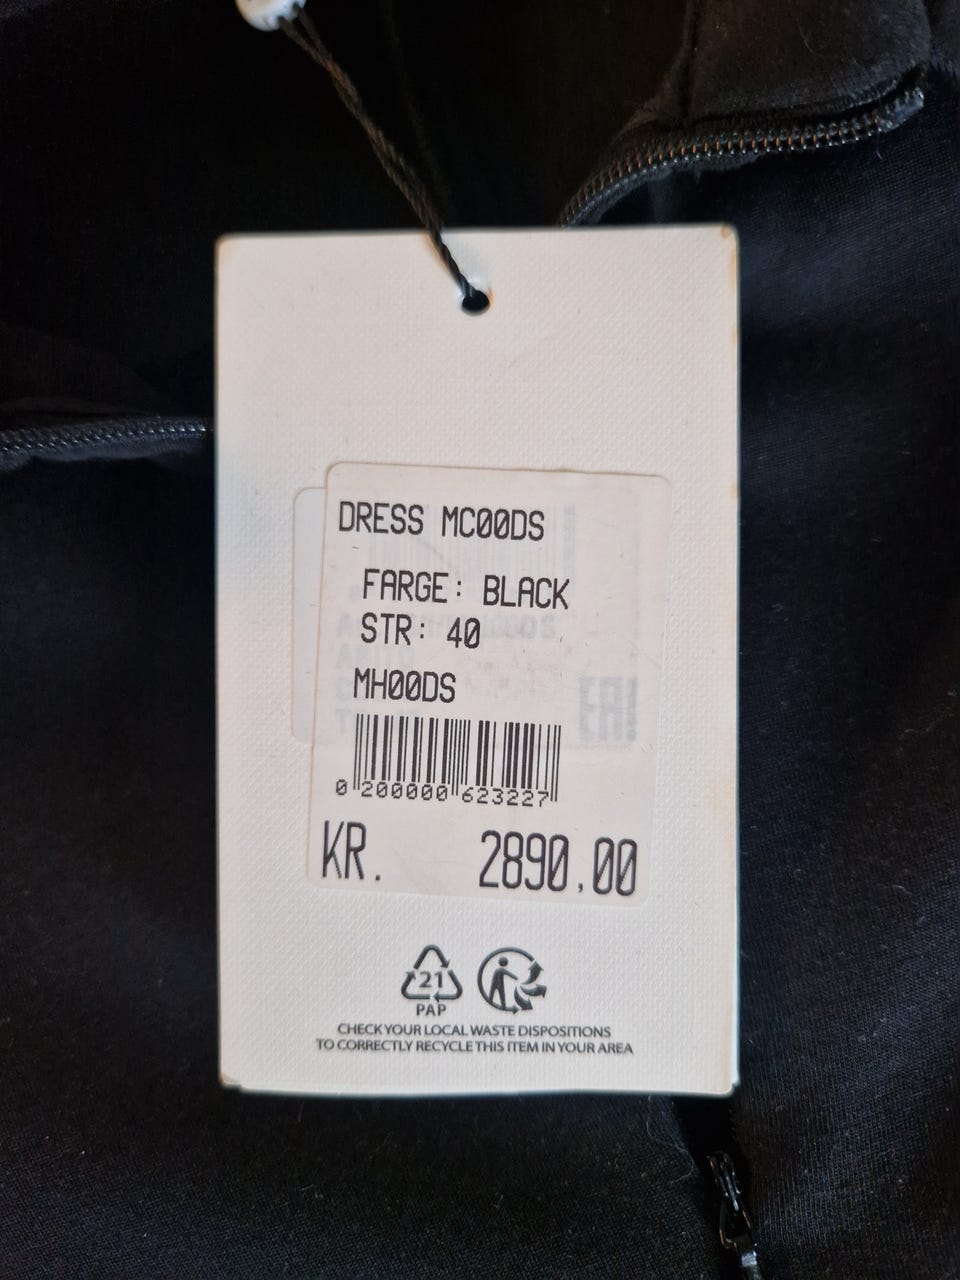 DRESS MC00DS
FARGE: BLACK
STR: 40
MH00DS
0 200000 623227
KR. 2890,00
21
PAP
CHECK YOUR LOCAL WASTE DISPOSITIONS
TO CORRECTLY RECYCLE THIS ITEM IN YOUR AREA